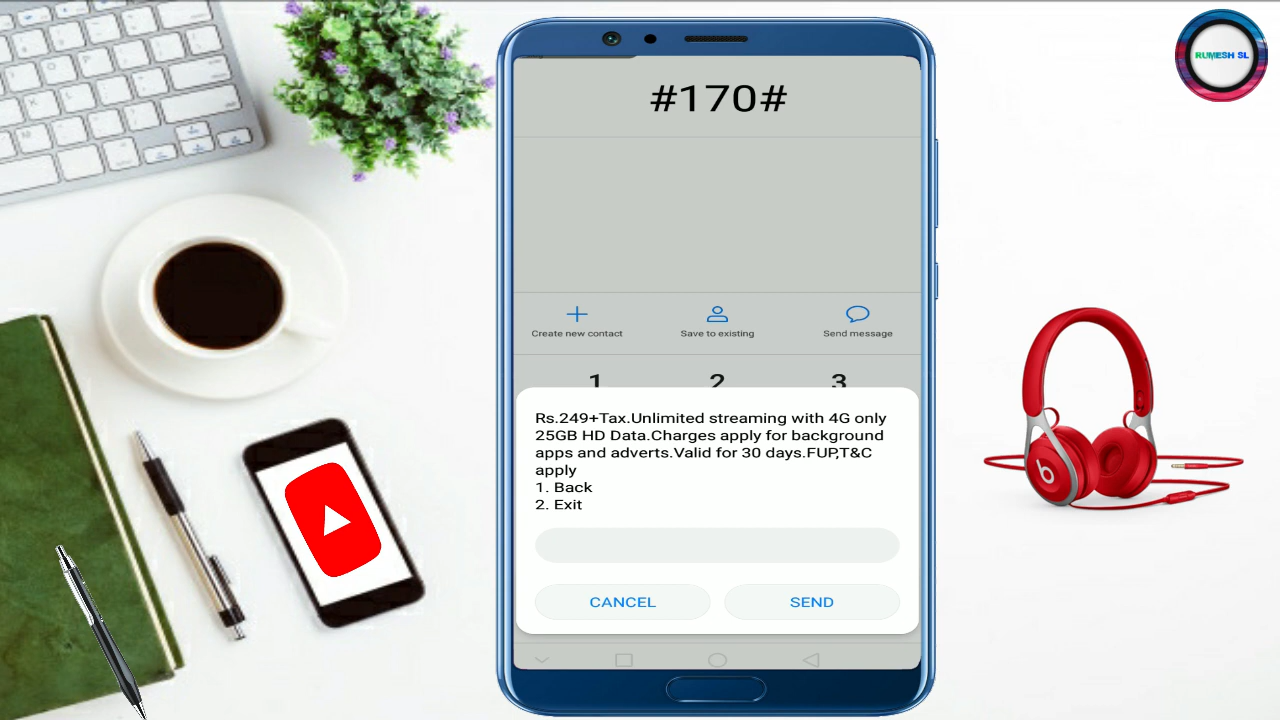 RUMESH SL
#170#
Create new contact
Save to existing
Send message
1 2 3
Rs.249+Tax.Unlimited streaming with 4G only
25GB HD Data.Charges apply for background
apps and adverts.Valid for 30 days.FUP,T&C
apply
1. Back
2. Exit
CANCEL
SEND